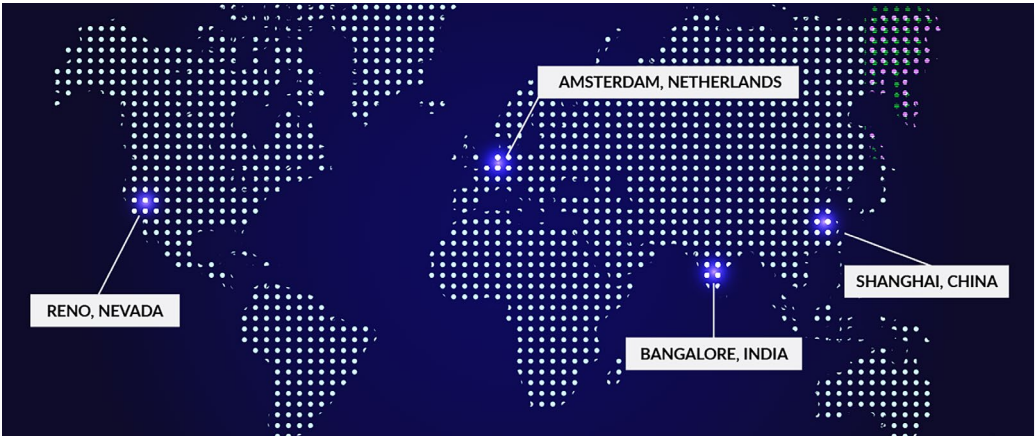 AMSTERDAM, NETHERLANDS
RENO, NEVADA
SHANGHAI, CHINA
BANGALORE, INDIA